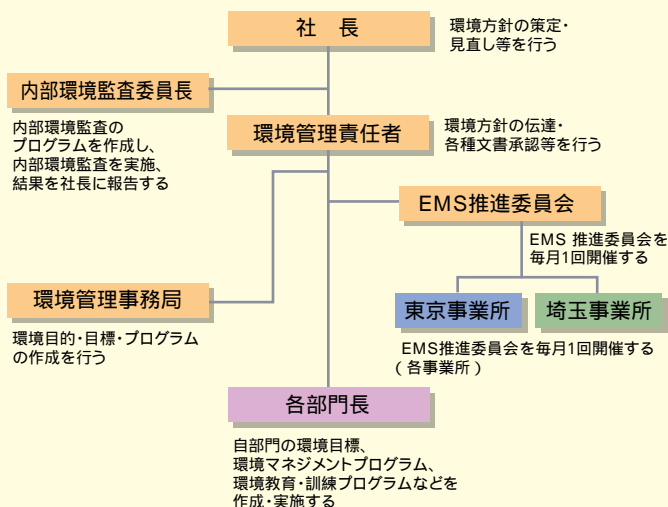 社 長
環境方針の策定・
見直し等を行う
内部環境監査委員長
内部環境監査の
プログラムを作成し、
内部環境監査を実施、
結果を社長に報告する
環境管理責任者
環境方針の伝達・
各種文書承認等を行う
EMS推進委員会
EMS 推進委員会を
毎月1回開催する
環境管理事務局
環境目的・目標・プログラム
の作成を行う
東京事業所
埼玉事業所
EMS推進委員会を毎月1回開催する
(各事業所)
各部門長
自部門の環境目標、
環境マネジメントプログラム、
環境教育・訓練プログラムなどを
作成・実施する